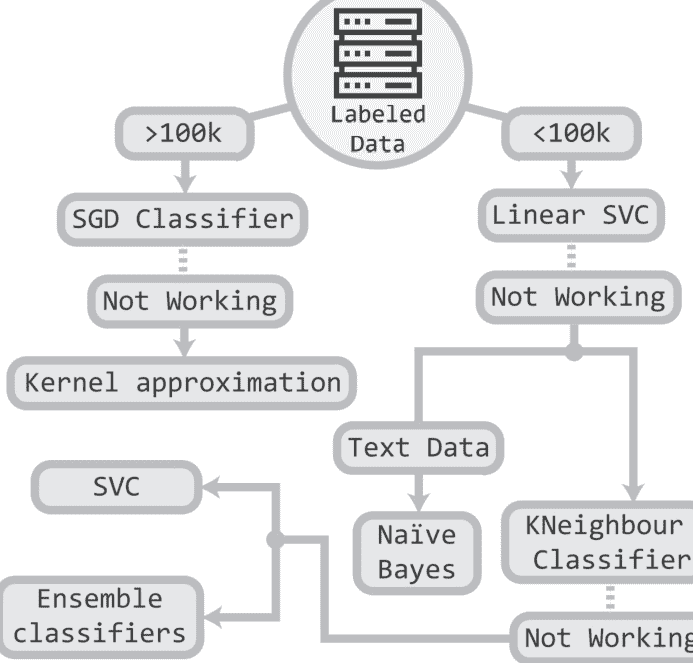 Labeled
Data
>100k
<100k
SGD Classifier
Linear SVC
Not Working
Not Working
Kernel approximation
Text Data
SVC
Naïve
Bayes
KNeighbour
Classifier
Ensemble
classifiers
Not Working